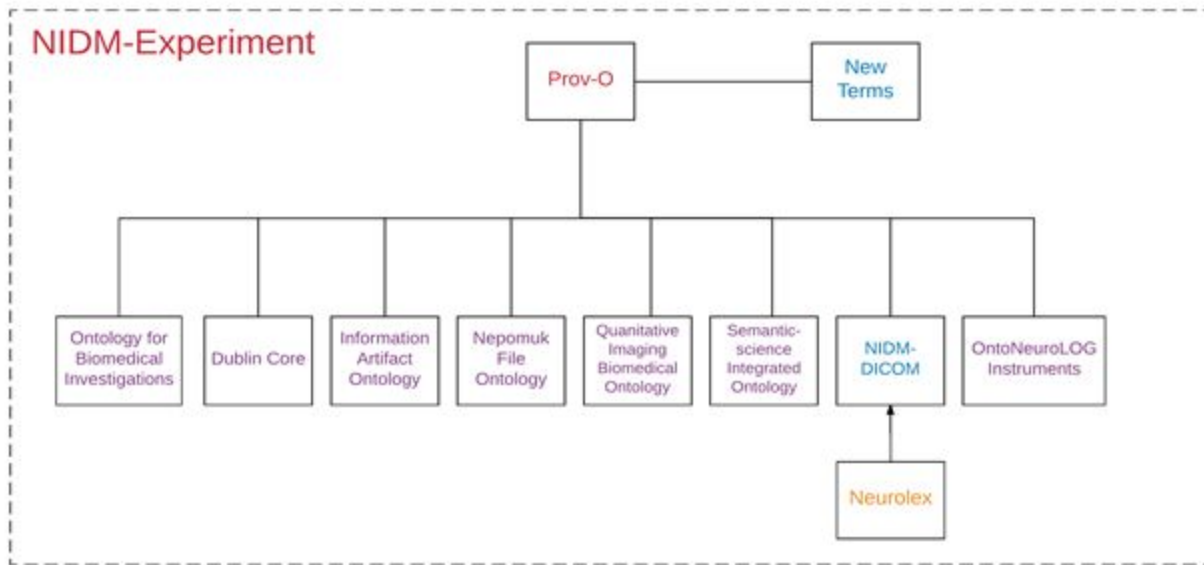 NIDM-Experiment
Prov-O
New
Terms
Ontology for
Biomedical
Investigations
Dublin Core
Information
Artifact
Ontology
Nepomuk
File
Ontology
Quanitative
Imaging
Biomedical
Ontology
Semantic-
science
Integrated
Ontology
NIDM-
DICOM
OntoNeuroLOG
Instruments
Neurolex